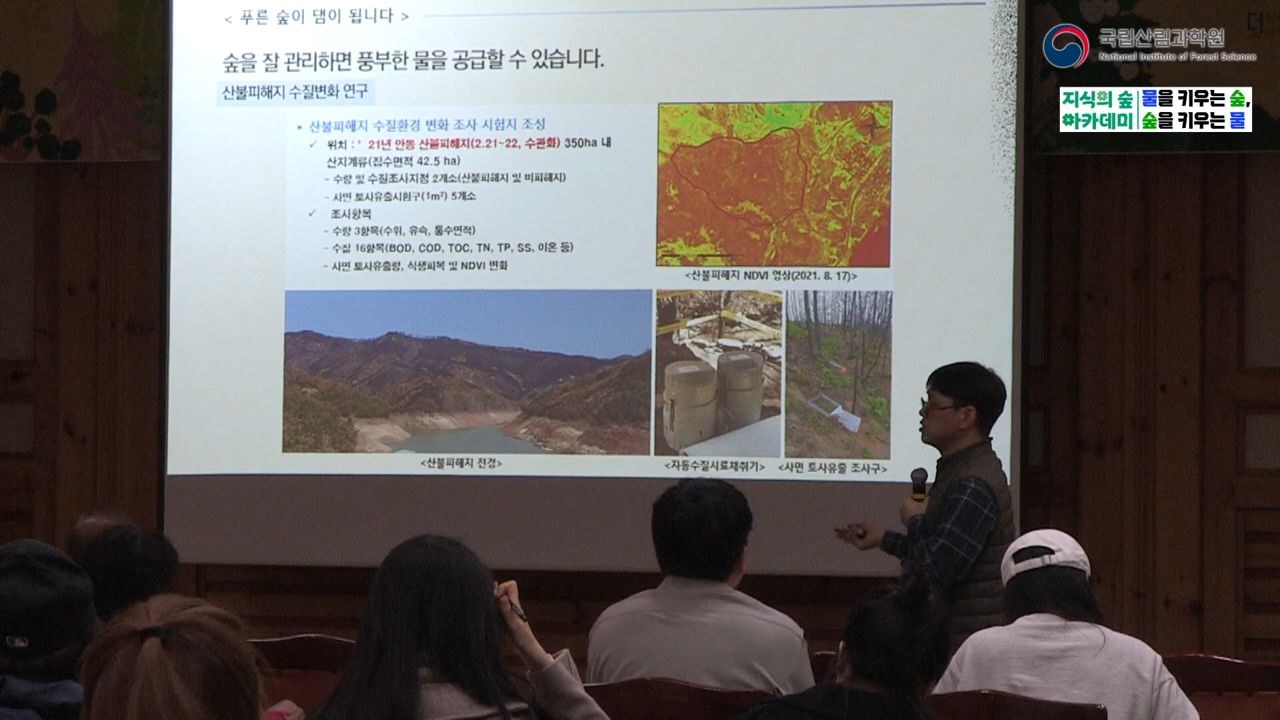 < 푸른 숲이 댐이 됩니다 >
숲을 잘 관리하면 풍부한 물을 공급할 수 있습니다.
산불피해지 수질변화 연구
• 산불피해지 수질환경 변화 조사 시험지 조성
✓ 위치 : ' 21년 안동 산불피해지(2.21~22, 수관화) 350ha 내
산지계류(집수면적 42.5 ha)
- 수량 및 수질조사지점 2개소(산불피해지 및 비피해지)
- 사면 토사유출시험구(1m²) 5개소
✓ 조사항목
- 수량 3항목(수위, 유속, 통수면적)
- 수질 16항목(BOD, COD, TOC, TN, TP, SS, 이온 등)
- 사면 토사유출량, 식생피복 및 NDVI 변화
<산불피해지 NDVI 영상(2021. 8. 17)>
<산불피해지 전경>
<자동수질시료채취기>
<사면 토사유출 조사구>
더
국립산림과학원
National Institute of Forest Science
지식의 숲 물을 키우는 숲,
아카데미 숲을 키우는 물